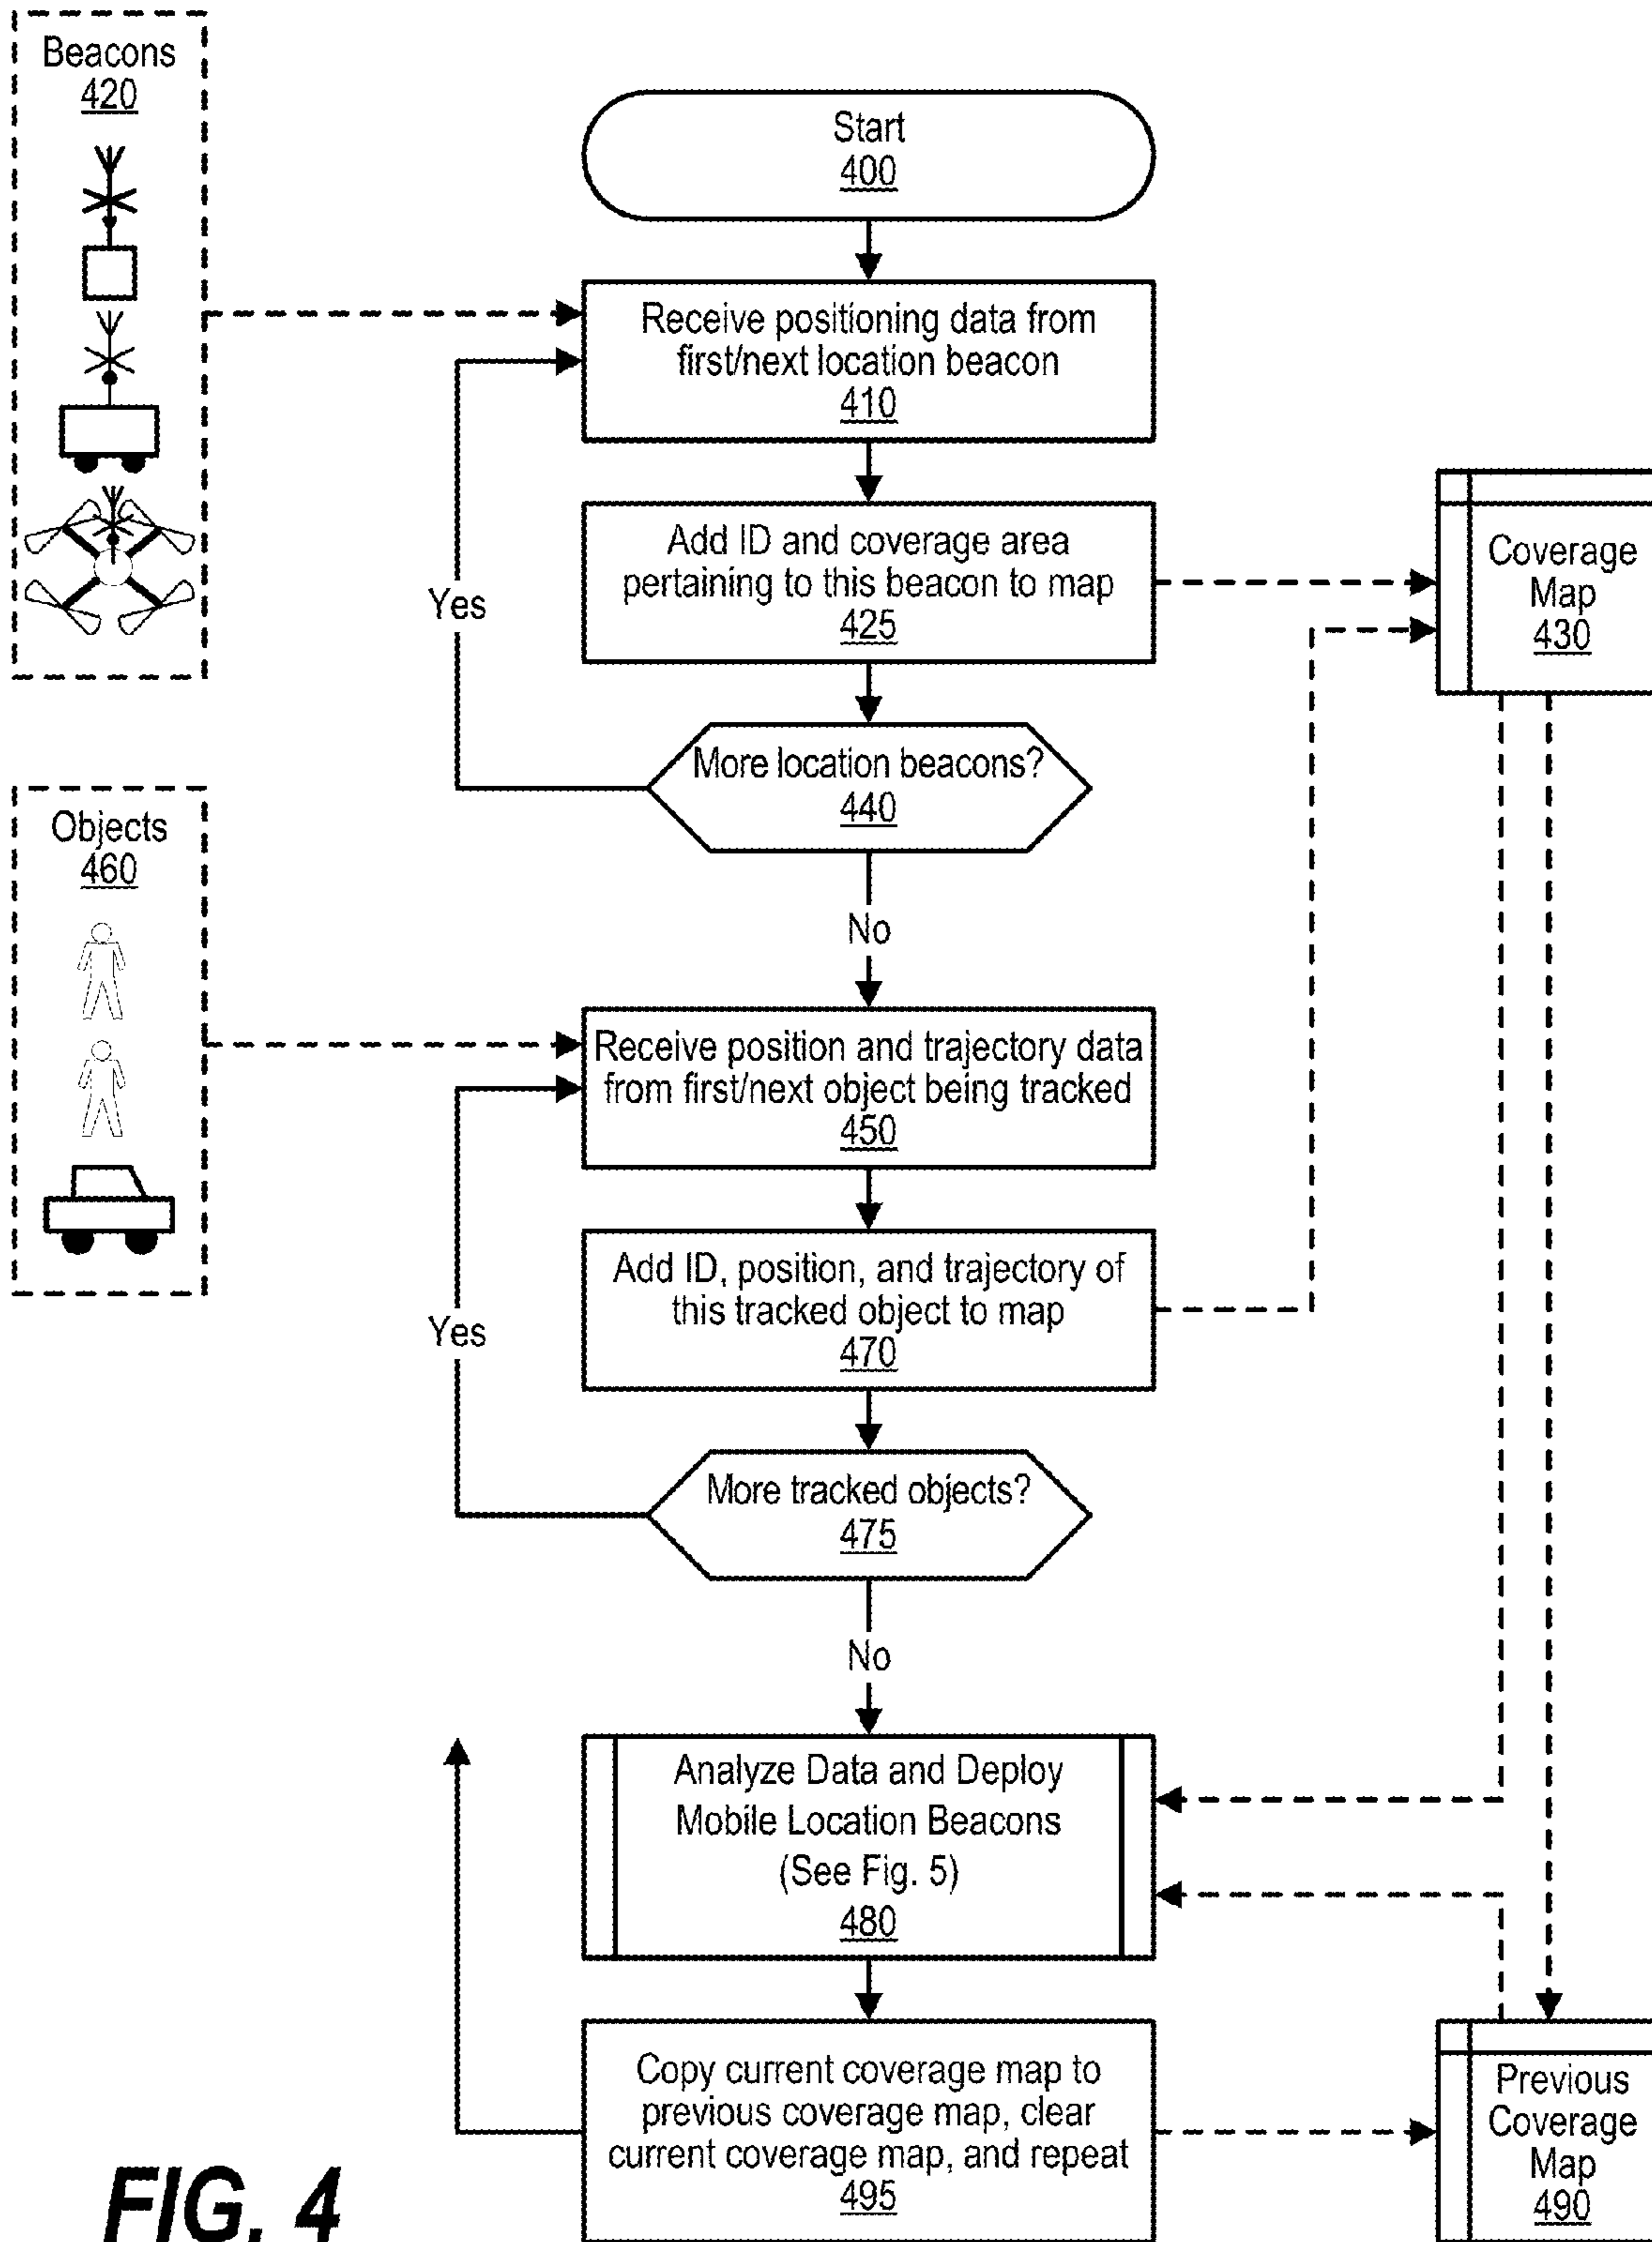 Beacons
420
Start
400
Receive positioning data from
first/next location beacon
410
Add ID and coverage area
pertaining to this beacon to map
425
Coverage
Map
430
Yes
More location beacons?
440
Objects
460
No
Receive position and trajectory data
from first/next object being tracked
450
Add ID, position, and trajectory of
this tracked object to map
470
Yes
More tracked objects?
475
No
Analyze Data and Deploy
Mobile Location Beacons
(See Fig. 5)
480
Copy current coverage map to
previous coverage map, clear
current coverage map, and repeat
495
Previous
Coverage
Map
490
FIG. 4